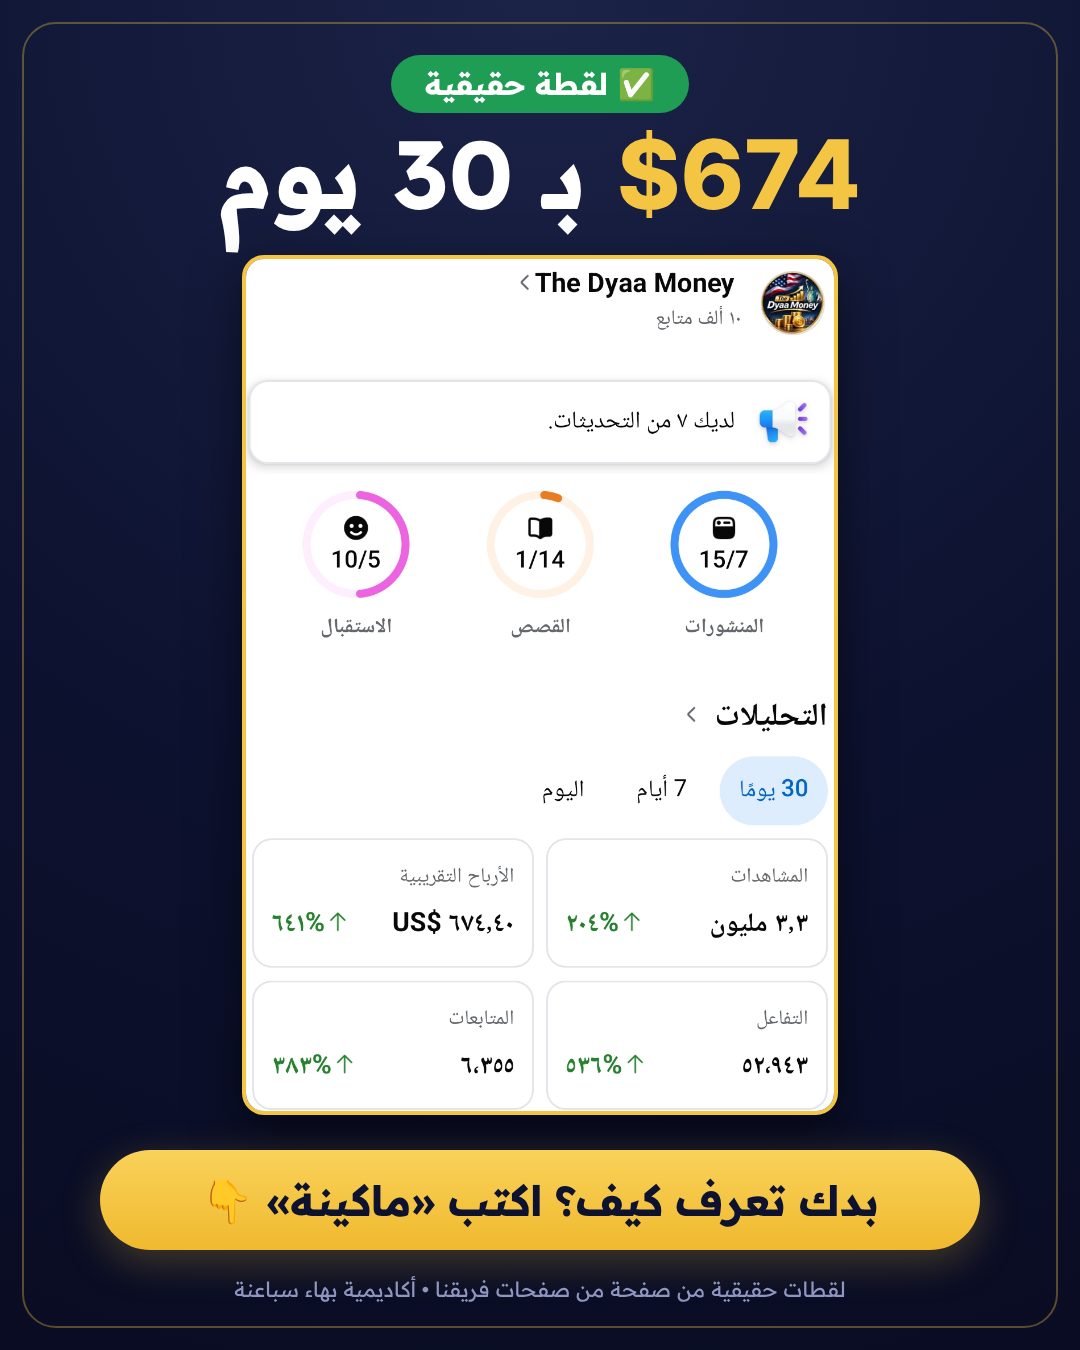 ✅ لقطة حقيقية
$674 بـ 30 يوم
The Dyaa Money
١٠ ألف متابع
The Dyaa Money
لديك ٧ من التحديثات.
15/7
1/14
10/5
المنشورات
القصص
الاستقبال
التحليلات
30 يومًا
7 أيام
اليوم
المشاهدات
٣,٣ مليون
٢٠٤%
الأرباح التقريبية
US$ ٦٧٤,٤٠
٦٤١%
التفاعل
٥٢،٩٤٣
٥٣٦%
المتابعات
٦،٣٥٥
٣٨٣%
بدك تعرف كيف؟ اكتب «ماكينة» 👇
لقطات حقيقية من صفحة من صفحات فريقنا • أكاديمية بهاء سباعنة